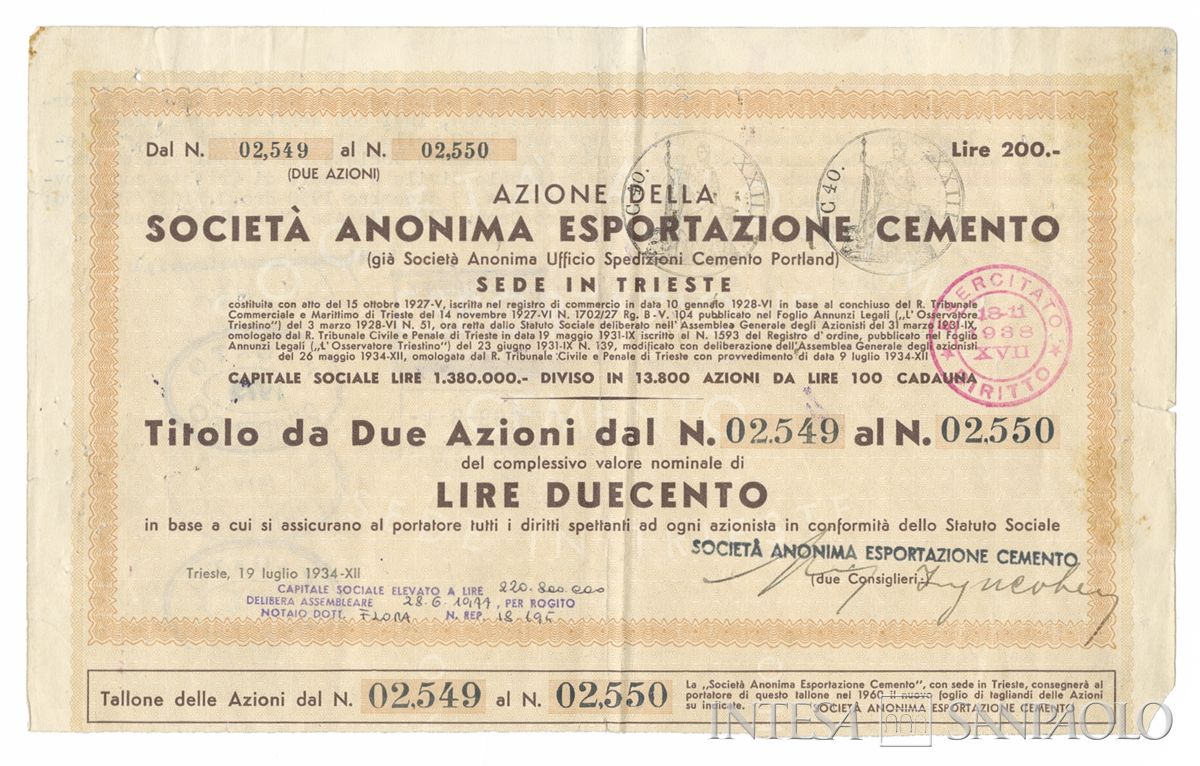 Dal N. 02,549 al N. 02,550 Lire 200.-
(DUE AZIONI)
C. 40. XXIII
C. 40. XXIII
AZIONE DELLA
SOCIETÀ ANONIMA ESPORTAZIONE CEMENTO
(già Società Anonima Ufficio Spedizioni Cemento Portland)
SEDE IN TRIESTE
costituita con atto del 15 ottobre 1927-V, iscritta nel registro di commercio in data 10 gennaio 1928-VI in base al conchiuso del R. Tribunale
Commerciale e Marittimo di Trieste del 14 novembre 1927-VI N. 1702/27 Rg. B - V. 104 pubblicato nel Foglio Annunzi Legali („L' Osservatore
Triestino") del 3 marzo 1928-VI N. 51, ora retta dallo Statuto Sociale deliberato nell'Assemblea Generale degli Azionisti del 31 marzo 1931-IX,
omologato dal R. Tribunale Civile e Penale di Trieste in data 19 maggio 1931-IX iscritto al N. 1593 del Registro d'ordine, pubblicato nel Foglio
Annunzi Legali („L' Osservatore Triestino") del 23 giugno 1931-IX N. 139, modificato con deliberazione dell'Assemblea Generale degli azionisti
del 26 maggio 1934-XII, omologata dal R. Tribunale Civile e Penale di Trieste con provvedimento di data 9 luglio 1934-XII
ESERCITATO
18-11
1938
XVII
DIRITTO
CAPITALE SOCIALE LIRE 1.380.000.- DIVISO IN 13.800 AZIONI DA LIRE 100 CADAUNA
Titolo da Due Azioni dal N. 02.549 al N. 02,550
del complessivo valore nominale di
LIRE DUECENTO
in base a cui si assicurano al portatore tutti i diritti spettanti ad ogni azionista in conformità dello Statuto Sociale
SOCIETÀ ANONIMA ESPORTAZIONE CEMENTO
(due Consiglieri)
Trieste, 19 luglio 1934-XII
CAPITALE SOCIALE ELEVATO A LIRE 220.800.000
DELIBERA ASSEMBLEARE 28.6.1947, PER ROGITO
NOTAIO DOTT. FLORA N. REP. 18.195
Tallone delle Azioni dal N. 02,549 al N. 02,550
La „Società Anonima Esportazione Cemento", con sede in Trieste, consegnerà al
portatore di questo tallone nel 1960 il nuovo foglio di tagliandi delle Azioni
su indicate. SOCIETÀ ANONIMA ESPORTAZIONE CEMENTO
INTESA SANPAOLO